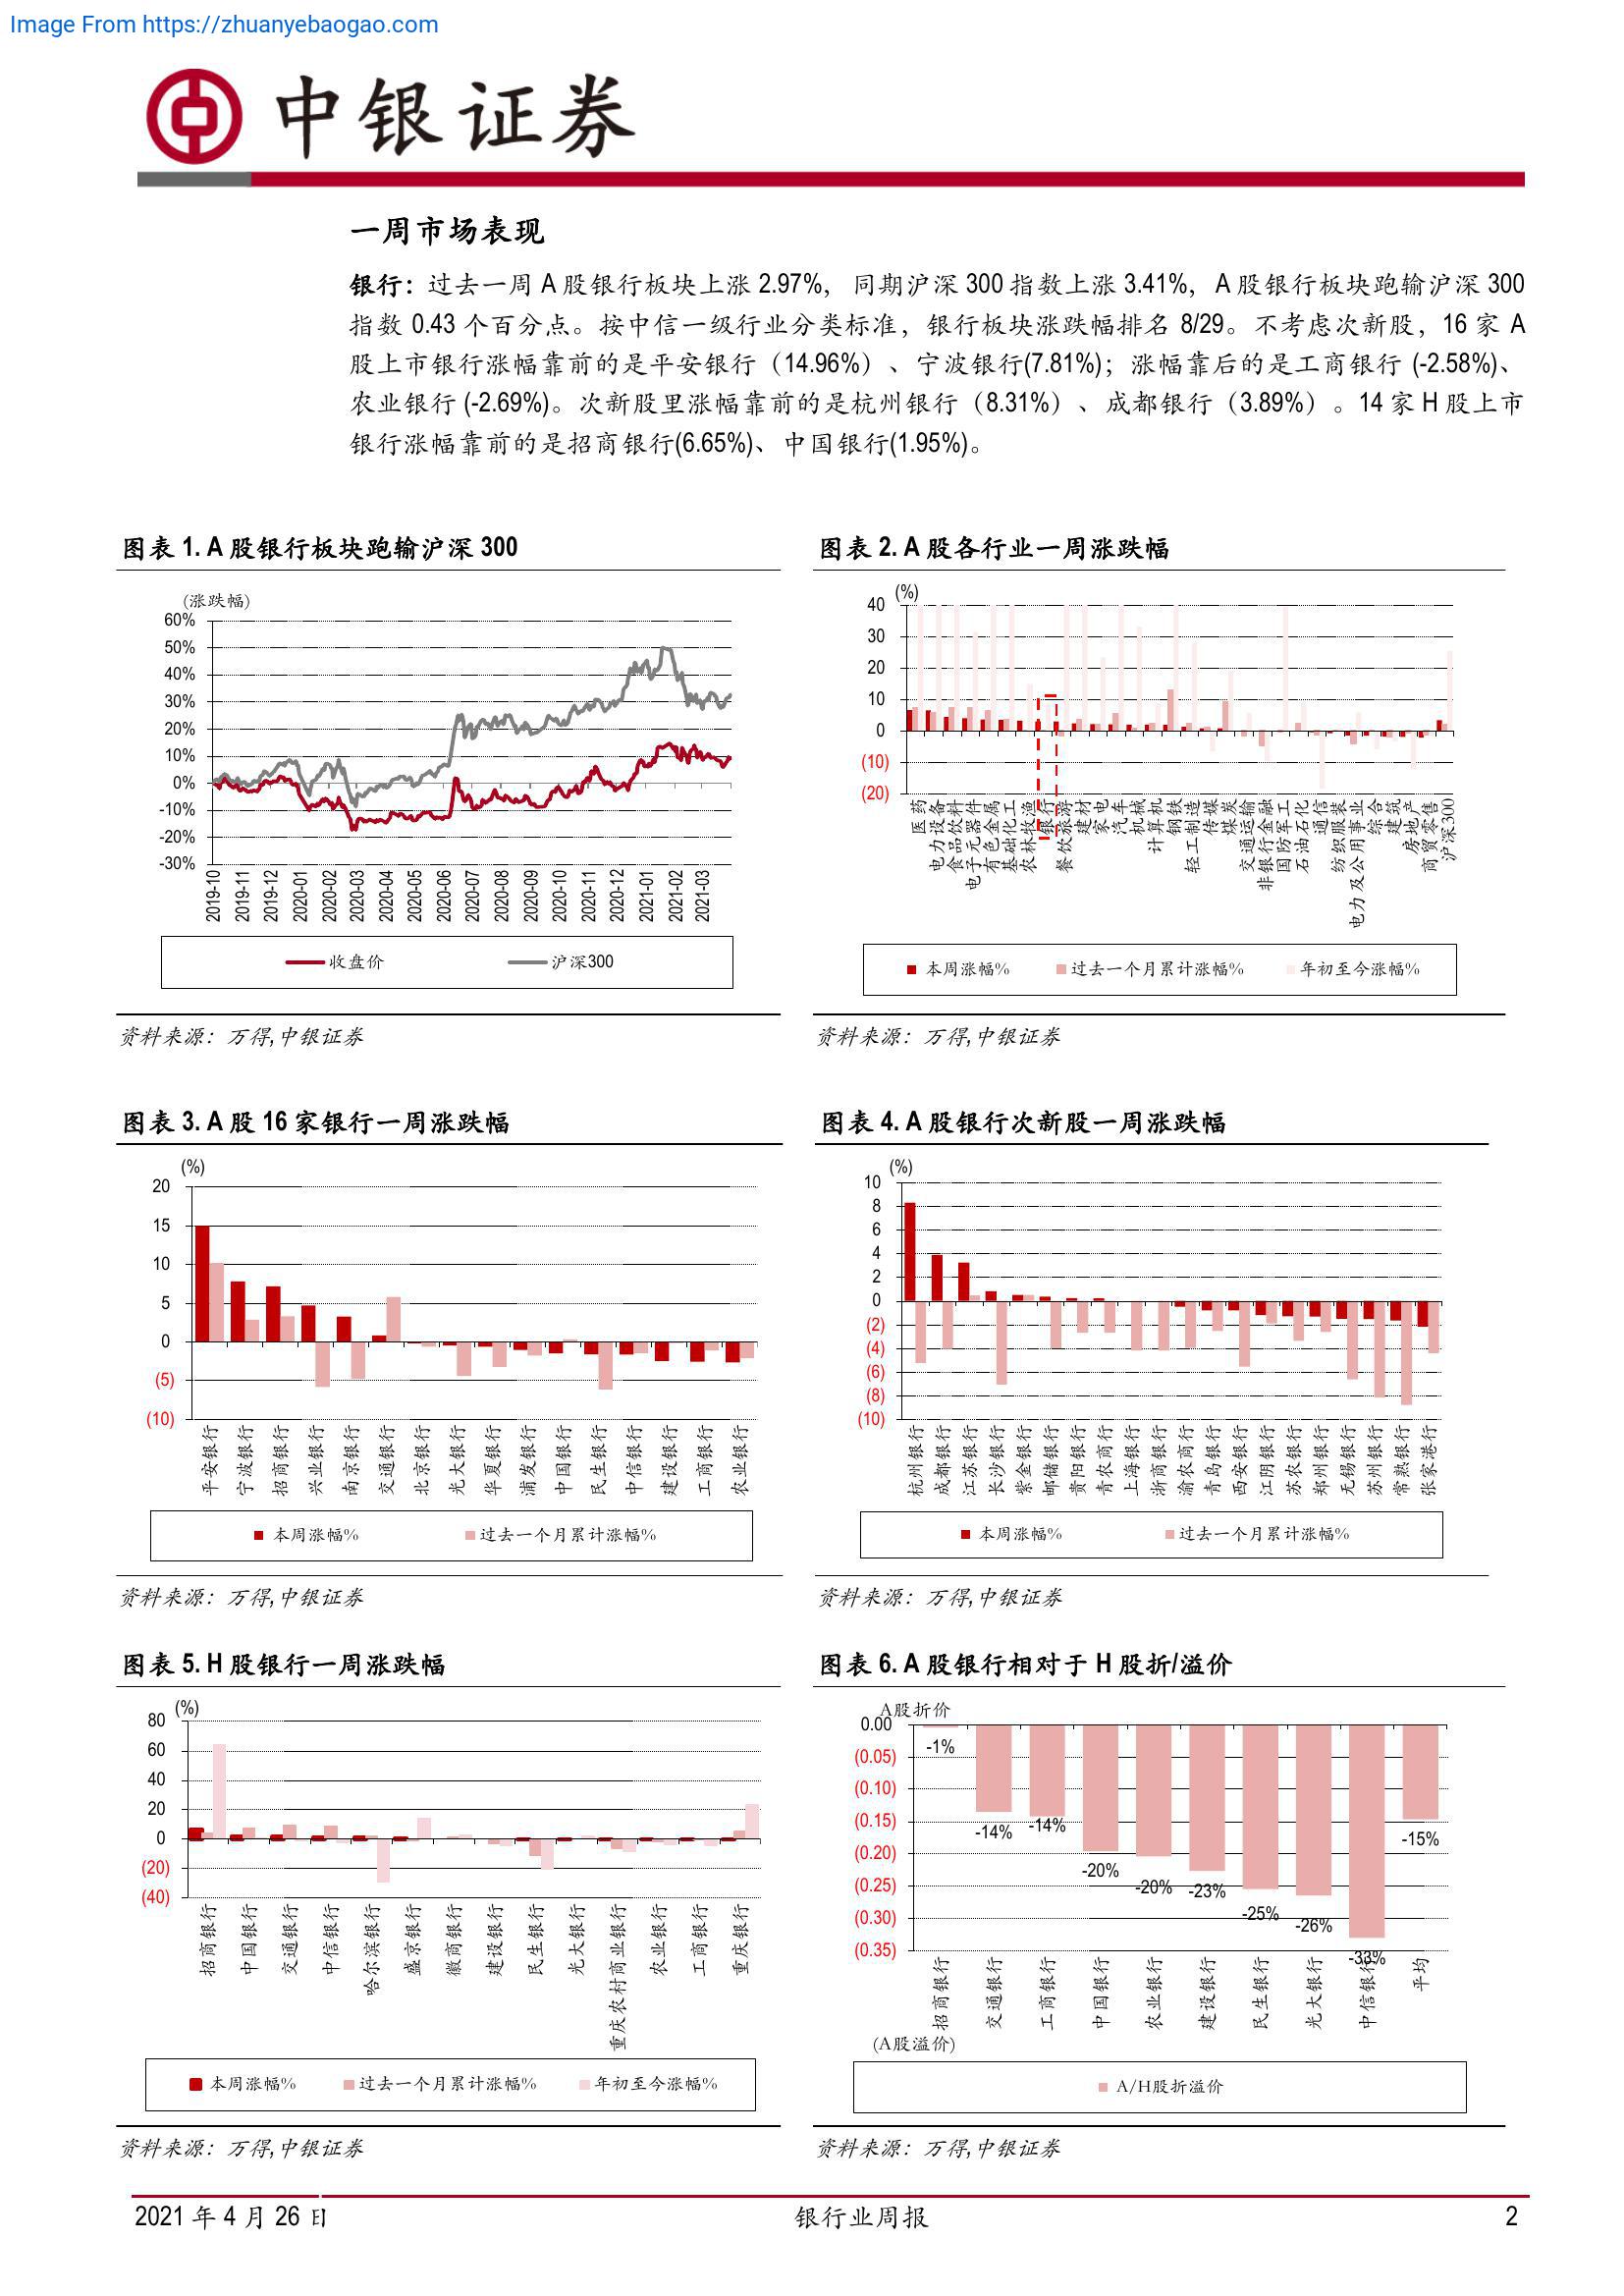 Image From https://zhuanyebaogao.com
中银证券
一周市场表现
银行：过去一周 A 股银行板块上涨 2.97%，同期沪深 300 指数上涨 3.41%，A 股银行板块跑输沪深 300
指数 0.43 个百分点。按中信一级行业分类标准，银行板块涨跌幅排名 8/29。不考虑次新股，16 家 A
股上市银行涨幅靠前的是平安银行（14.96%）、宁波银行(7.81%)；涨幅靠后的是工商银行 (-2.58%)、
农业银行 (-2.69%)。次新股里涨幅靠前的是杭州银行（8.31%）、成都银行（3.89%）。14 家 H 股上市
银行涨幅靠前的是招商银行(6.65%)、中国银行(1.95%)。
图表 1. A 股银行板块跑输沪深 300
(涨跌幅)
60%
50%
40%
30%
20%
10%
0%
-10%
-20%
-30%
2019-10
2019-11
2019-12
2020-01
2020-02
2020-03
2020-04
2020-05
2020-06
2020-07
2020-08
2020-09
2020-10
2020-11
2020-12
2021-01
2021-02
2021-03
收盘价 沪深300
资料来源：万得,中银证券
图表 2. A 股各行业一周涨跌幅
(%)
40
30
20
10
0
(10)
(20)
医药
电力设备
食品饮料
电子元器件
有色金属
基础化工
农林牧渔
银行
餐饮旅游
建材
家电
汽车
机械
计算机
钢铁
轻工制造
传媒
煤炭
交通运输
非银行金融
国防军工
石油石化
通信
纺织服装
电力及公用事业
综合
建筑
房地产
商贸零售
沪深300
本周涨幅% 过去一个月累计涨幅% 年初至今涨幅%
资料来源：万得,中银证券
图表 3. A 股 16 家银行一周涨跌幅
(%)
20
15
10
5
0
(5)
(10)
平安银行
宁波银行
招商银行
兴业银行
南京银行
交通银行
北京银行
光大银行
华夏银行
浦发银行
中国银行
民生银行
中信银行
建设银行
工商银行
农业银行
本周涨幅% 过去一个月累计涨幅%
资料来源：万得,中银证券
图表 4. A 股银行次新股一周涨跌幅
(%)
10
8
6
4
2
0
(2)
(4)
(6)
(8)
(10)
杭州银行
成都银行
江苏银行
长沙银行
紫金银行
邮储银行
贵阳银行
青农商行
上海银行
浙商银行
渝农商行
青岛银行
西安银行
江阴银行
苏农银行
郑州银行
无锡银行
苏州银行
常熟银行
张家港行
本周涨幅% 过去一个月累计涨幅%
资料来源：万得,中银证券
图表 5. H 股银行一周涨跌幅
(%)
80
60
40
20
0
(20)
(40)
招商银行
中国银行
交通银行
中信银行
哈尔滨银行
盛京银行
徽商银行
建设银行
民生银行
光大银行
重庆农村商业银行
农业银行
工商银行
重庆银行
本周涨幅% 过去一个月累计涨幅% 年初至今涨幅%
资料来源：万得,中银证券
图表 6. A 股银行相对于 H 股折/溢价
A股折价
0.00
(0.05)
(0.10)
(0.15)
(0.20)
(0.25)
(0.30)
(0.35)
-1%
-14%
-14%
-20%
-20%
-23%
-25%
-26%
-33%
-15%
招商银行
交通银行
工商银行
中国银行
农业银行
建设银行
民生银行
光大银行
中信银行
平均
(A股溢价)
A/H股折溢价
资料来源：万得,中银证券
2021 年 4 月 26 日 银行业周报 2